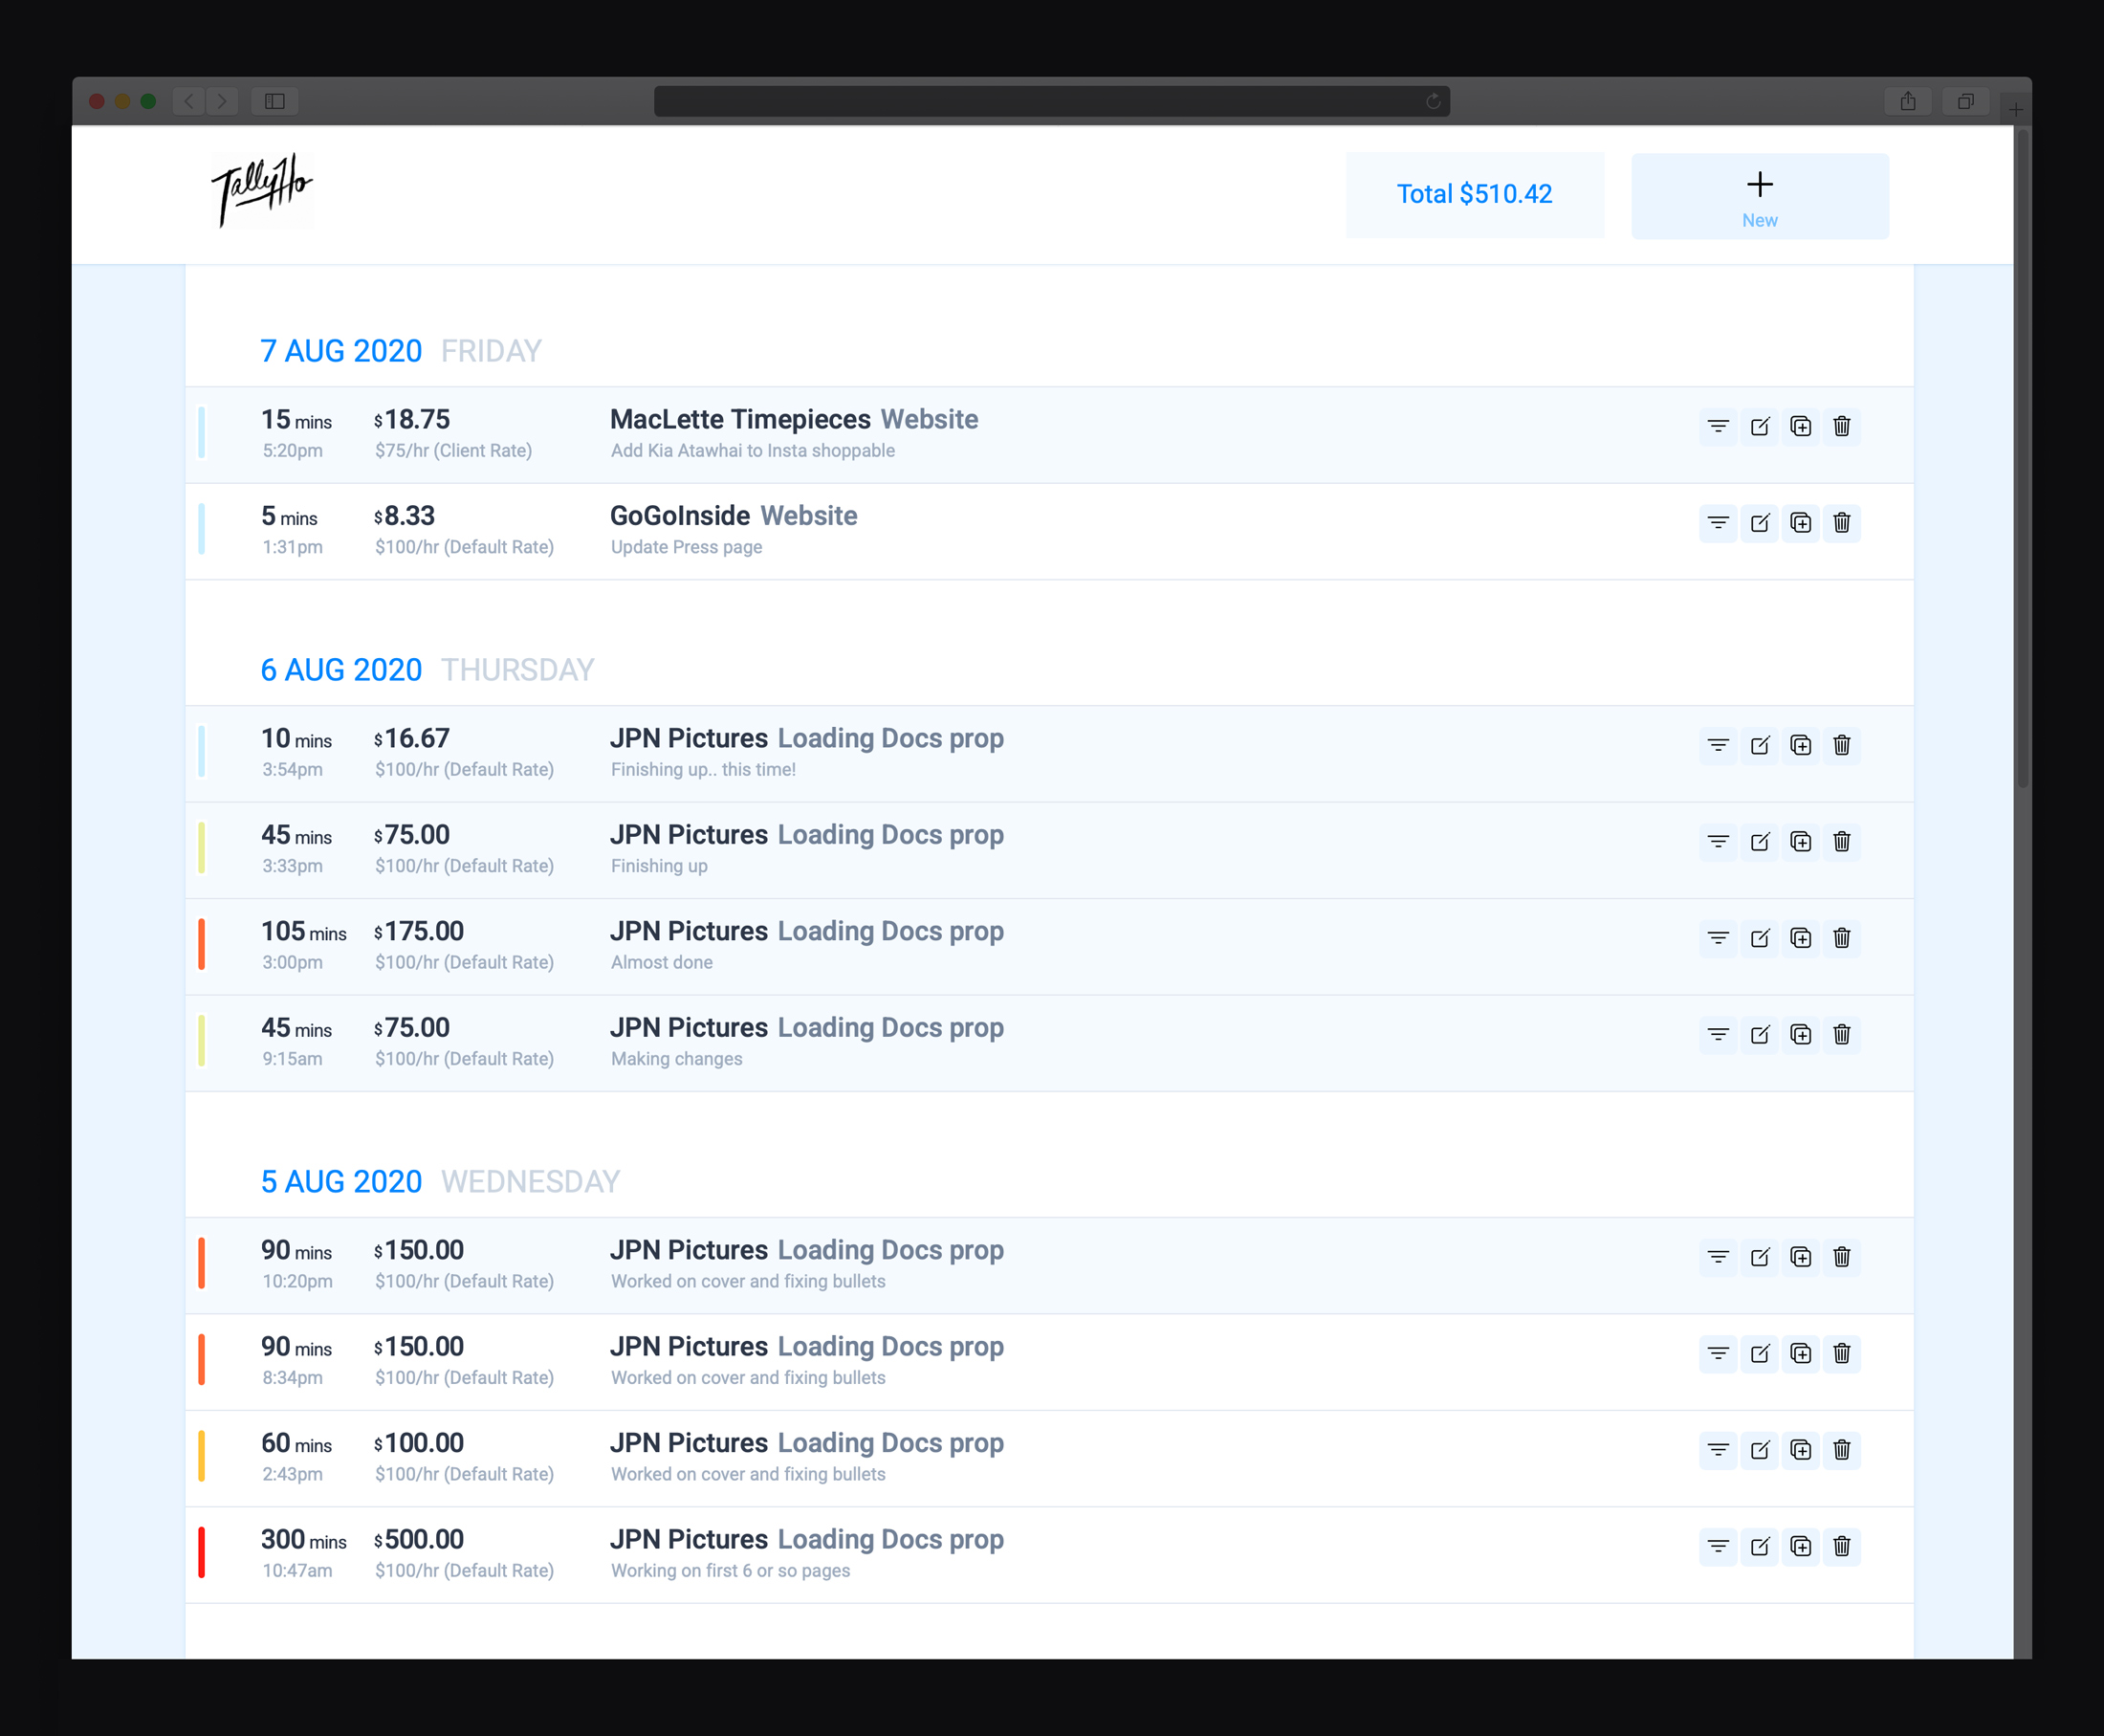 TallyHo
Total $510.42
New
7 AUG 2020 FRIDAY
15 mins $18.75 MacLette Timepieces Website
5:20pm $75/hr (Client Rate) Add Kia Atawhai to Insta shoppable
5 mins $8.33 GoGoInside Website
1:31pm $100/hr (Default Rate) Update Press page
6 AUG 2020 THURSDAY
10 mins $16.67 JPN Pictures Loading Docs prop
3:54pm $100/hr (Default Rate) Finishing up.. this time!
45 mins $75.00 JPN Pictures Loading Docs prop
3:33pm $100/hr (Default Rate) Finishing up
105 mins $175.00 JPN Pictures Loading Docs prop
3:00pm $100/hr (Default Rate) Almost done
45 mins $75.00 JPN Pictures Loading Docs prop
9:15am $100/hr (Default Rate) Making changes
5 AUG 2020 WEDNESDAY
90 mins $150.00 JPN Pictures Loading Docs prop
10:20pm $100/hr (Default Rate) Worked on cover and fixing bullets
90 mins $150.00 JPN Pictures Loading Docs prop
8:34pm $100/hr (Default Rate) Worked on cover and fixing bullets
60 mins $100.00 JPN Pictures Loading Docs prop
2:43pm $100/hr (Default Rate) Worked on cover and fixing bullets
300 mins $500.00 JPN Pictures Loading Docs prop
10:47am $100/hr (Default Rate) Working on first 6 or so pages